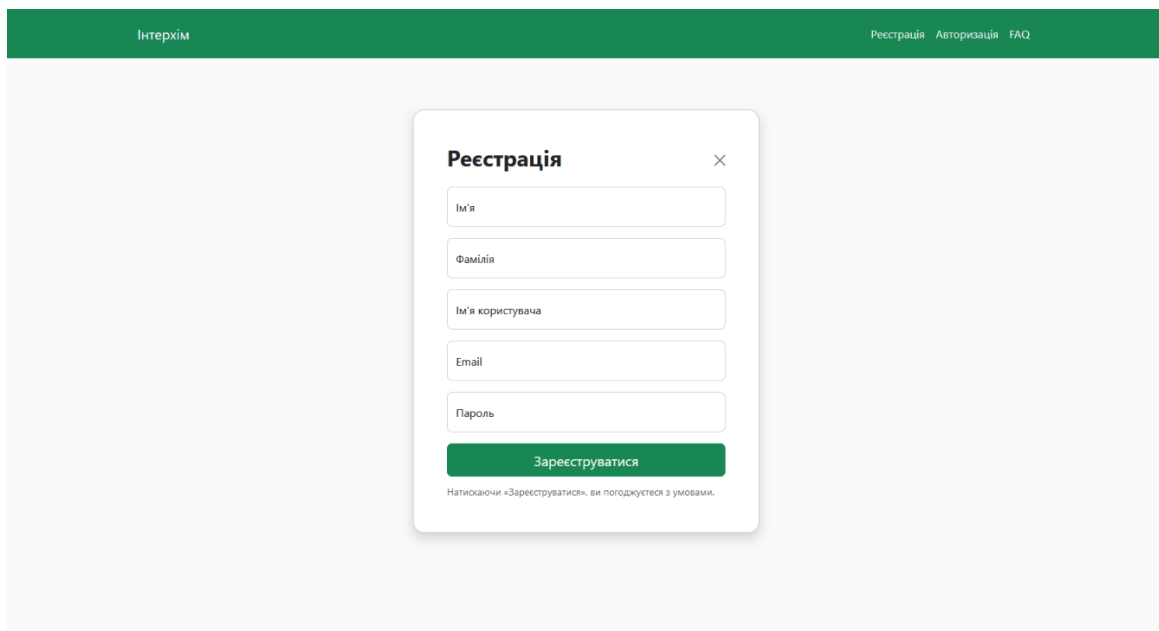 Інтерхім
Реєстрація Авторизація FAQ
Реєстрація
Ім'я
Фамілія
Ім'я користувача
Email
Пароль
Зареєструватися
Натискаючи «Зареєструватися», ви погоджуєтеся з умовами.